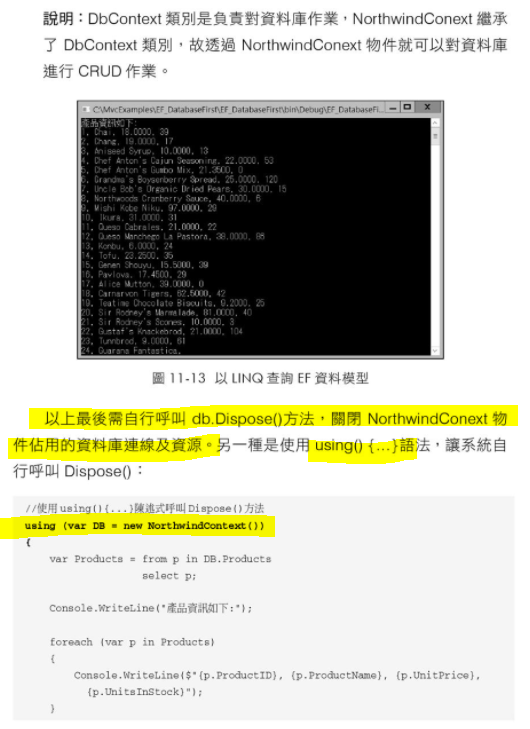 說明：DbContext 類別是負責對資料庫作業，NorthwindConext 繼承
了 DbContext 類別，故透過 NorthwindConext 物件就可以對資料庫
進行 CRUD 作業。
C:\MvcExamples\EF_DatabaseFirst\EF_DatabaseFirst\bin\Debug\EF_DatabaseFi...
產品資訊如下:
1, Chai, 18.0000, 39
2, Chang, 19.0000, 17
3, Aniseed Syrup, 10.0000, 13
4, Chef Anton's Cajun Seasoning, 22.0000, 53
5, Chef Anton's Gumbo Mix, 21.3500, 0
6, Grandma's Boysenberry Spread, 25.0000, 120
7, Uncle Bob's Organic Dried Pears, 30.0000, 15
8, Northwoods Cranberry Sauce, 40.0000, 6
9, Mishi Kobe Niku, 97.0000, 29
10, Ikura, 31.0000, 31
11, Queso Cabrales, 21.0000, 22
12, Queso Manchego La Pastora, 38.0000, 86
13, Konbu, 6.0000, 24
14, Tofu, 23.2500, 35
15, Genen Shouyu, 15.5000, 39
16, Pavlova, 17.4500, 29
17, Alice Mutton, 39.0000, 0
18, Carnarvon Tigers, 62.5000, 42
19, Teatime Chocolate Biscuits, 9.2000, 25
20, Sir Rodney's Marmalade, 81.0000, 40
21, Sir Rodney's Scones, 10.0000, 3
22, Gustaf's Knackebrod, 21.0000, 104
23, Tunnbrod, 9.0000, 61
24, Guarana Fantastica,
圖 11-13 以 LINQ 查詢 EF 資料模型
以上最後需自行呼叫 db.Dispose()方法，關閉 NorthwindConext 物
件佔用的資料庫連線及資源。另一種是使用 using() {...}語法，讓系統自
行呼叫 Dispose()：
//使用using(){...}陳述式呼叫Dispose()方法
using (var DB = new NorthwindContext())
{
var Products = from p in DB.Products
select p;
Console.WriteLine("產品資訊如下:");
foreach (var p in Products)
{
Console.WriteLine($"{p.ProductID}, {p.ProductName}, {p.UnitPrice},
{p.UnitsInStock}");
}